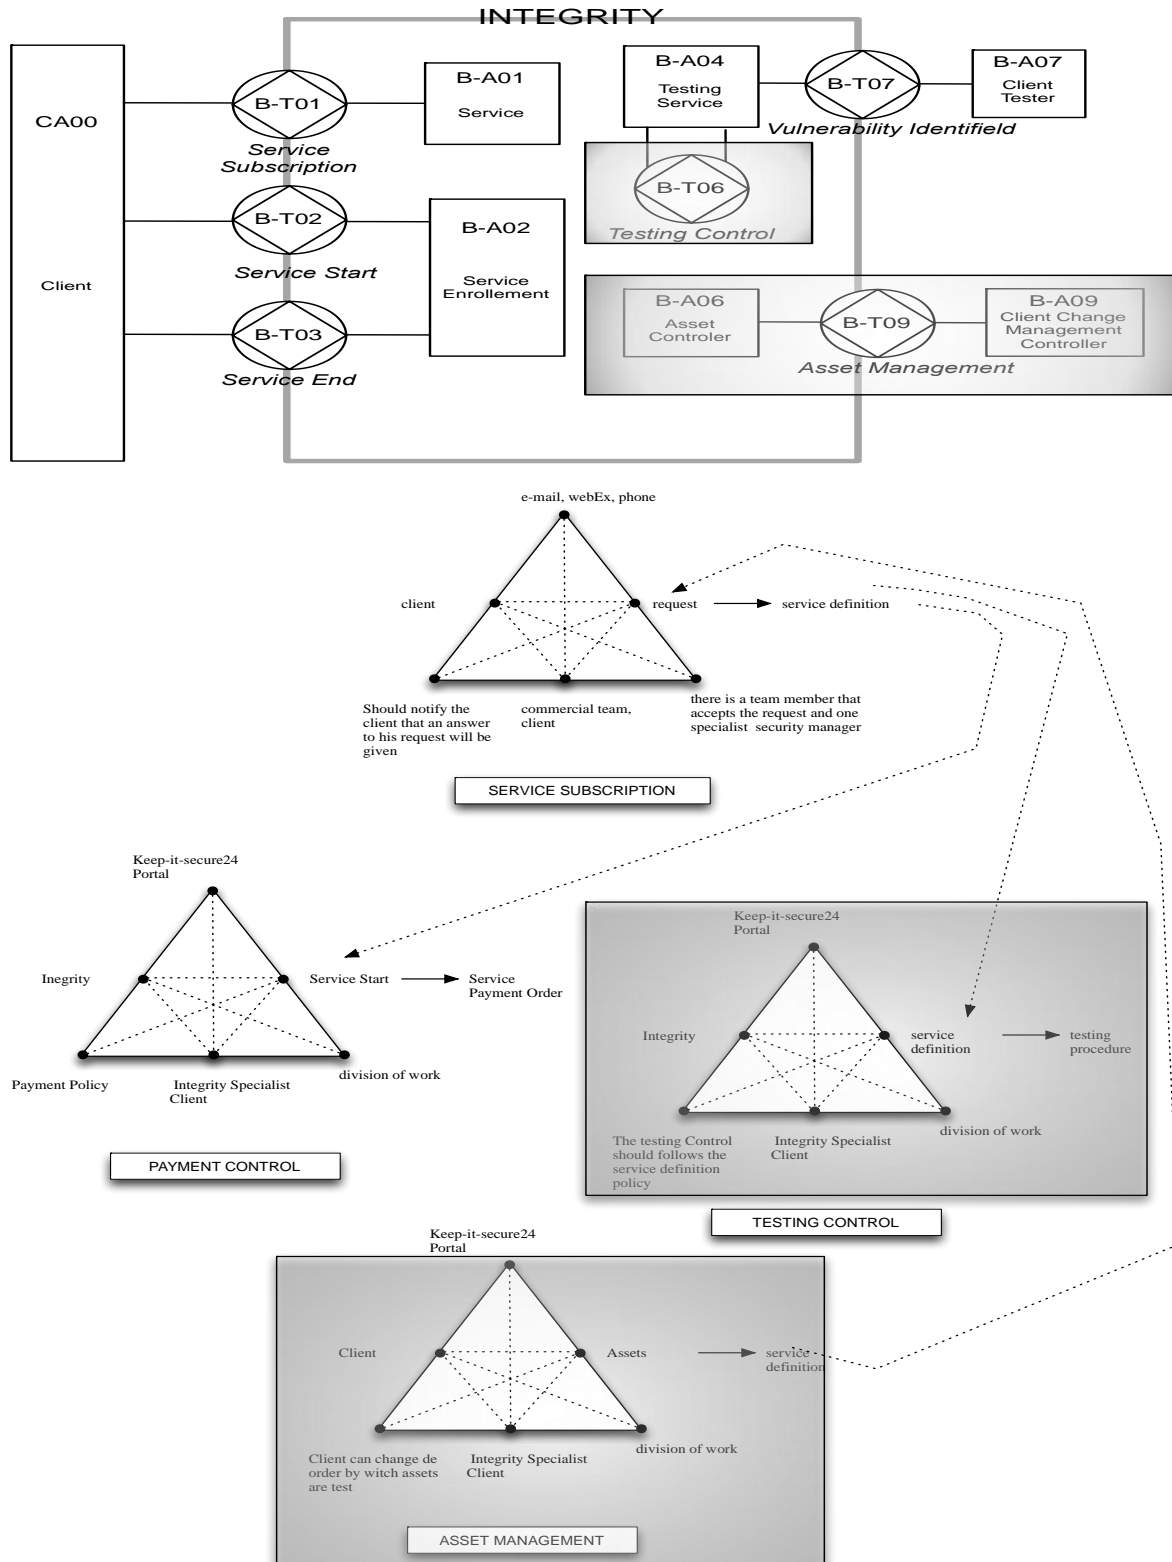 INTEGRITY
CA00
Client
B-T01
Service
Subscription
B-A01
Service
B-T02
Service Start
B-A02
Service
Enrollement
B-T03
Service End
B-A04
Testing
Service
B-T07
Vulnerability Identifield
B-A07
Client
Tester
B-T06
Testing Control
B-A06
Asset
Controler
B-T09
Asset Management
B-A09
Client Change
Management
Controller
e-mail, webEx, phone
client
request
service definition
Should notify the
client that an answer
to his request will be
given
commercial team,
client
there is a team member that
accepts the request and one
specialist security manager
SERVICE SUBSCRIPTION
Keep-it-secure24
Portal
Inegrity
Service Start
Service
Payment Order
Payment Policy
Integrity Specialist
Client
division of work
PAYMENT CONTROL
Keep-it-secure24
Portal
Integrity
service
definition
testing
procedure
The testing Control
should follows the
service definition
policy
Integrity Specialist
Client
division of work
TESTING CONTROL
Keep-it-secure24
Portal
Client
Assets
service
definition
Client can change de
order by witch assets
are test
Integrity Specialist
Client
division of work
ASSET MANAGEMENT